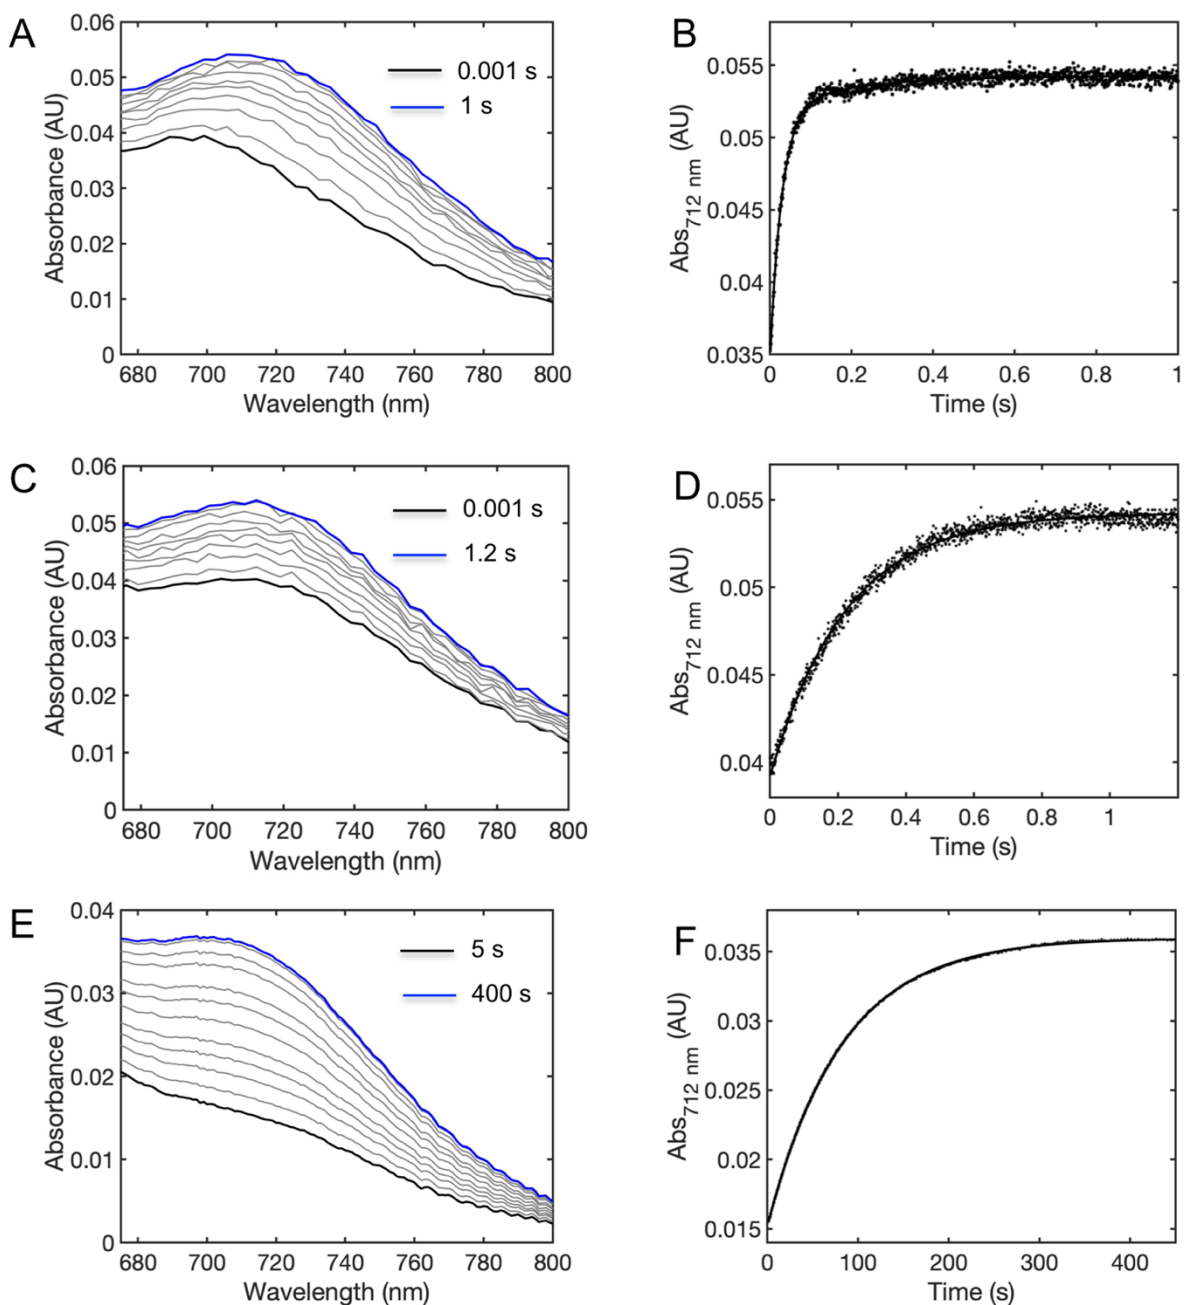 A
Absorbance (AU)
0.06
0.05
0.04
0.03
0.02
0.01
0
0.001 s
1 s
680 700 720 740 760 780 800
Wavelength (nm)
B
Abs712 nm (AU)
0.055
0.05
0.045
0.04
0.035
0 0.2 0.4 0.6 0.8 1
Time (s)
C
Absorbance (AU)
0.06
0.05
0.04
0.03
0.02
0.01
0
0.001 s
1.2 s
680 700 720 740 760 780 800
Wavelength (nm)
D
Abs712 nm (AU)
0.055
0.05
0.045
0.04
0 0.2 0.4 0.6 0.8 1
Time (s)
E
Absorbance (AU)
0.04
0.03
0.02
0.01
0
5 s
400 s
680 700 720 740 760 780 800
Wavelength (nm)
F
Abs712 nm (AU)
0.035
0.03
0.025
0.02
0.015
0 100 200 300 400
Time (s)